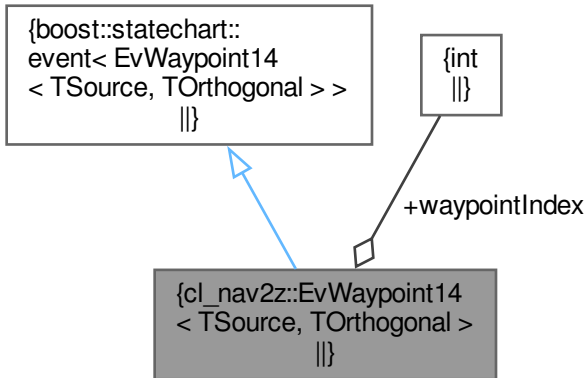 {boost::statechart::
event< EvWaypoint14
< TSource, TOrthogonal > >
||}
{int
||}
+waypointIndex
{cl_nav2z::EvWaypoint14
< TSource, TOrthogonal >
||}